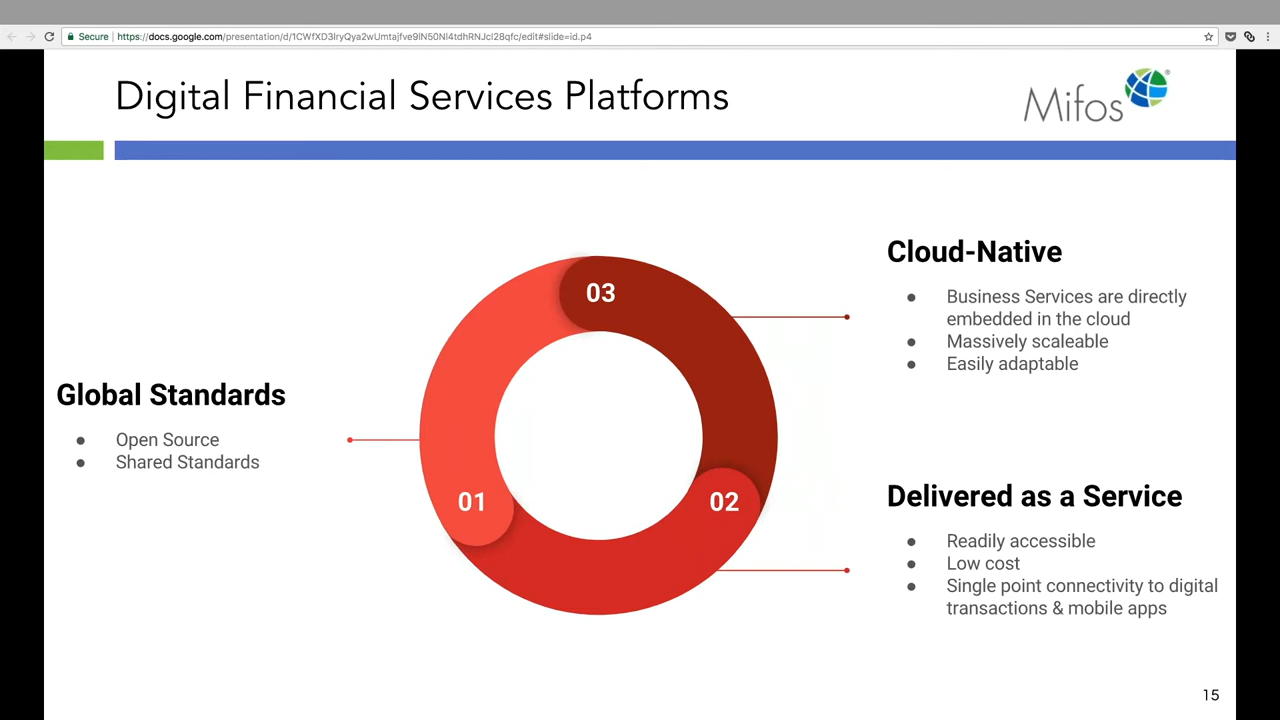 Secure
https://docs.google.com/presentation/d/1CWfXD3lryQya2wUmtajfve9lN50Nl4tdhRNJcl28qfc/edit#slide=id.p4
Digital Financial Services Platforms
Mifos®
Cloud-Native
● Business Services are directly
embedded in the cloud
● Massively scaleable
● Easily adaptable
03
Global Standards
● Open Source
● Shared Standards
01
02
Delivered as a Service
● Readily accessible
● Low cost
● Single point connectivity to digital
transactions & mobile apps
15